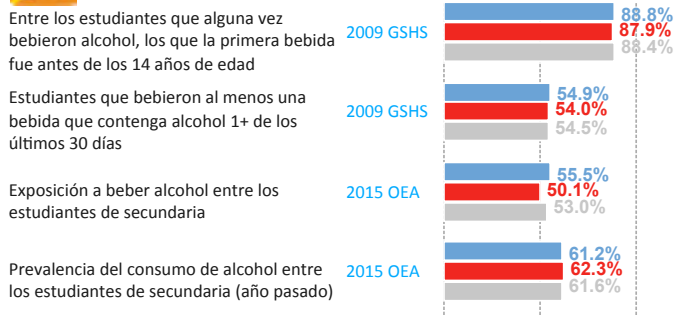 Entre los estudiantes que alguna vez
bebieron alcohol, los que la primera bebida
fue antes de los 14 años de edad
2009 GSHS
88.8%
87.9%
88.4%
Estudiantes que bebieron al menos una
bebida que contenga alcohol 1+ de los
últimos 30 días
2009 GSHS
54.9%
54.0%
54.5%
Exposición a beber alcohol entre los
estudiantes de secundaria
2015 OEA
55.5%
50.1%
53.0%
Prevalencia del consumo de alcohol entre
los estudiantes de secundaria (año pasado)
2015 OEA
61.2%
62.3%
61.6%